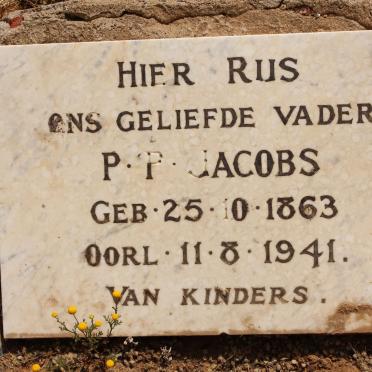 HIER RUS
ONS GELIEFDE VADER
P. P. JACOBS
GEB. 25.10.1863
OORL. 11.8.1941.
VAN KINDERS.